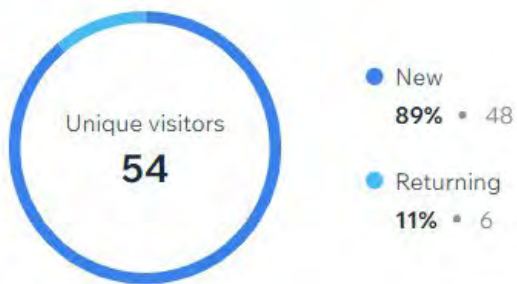 Unique visitors
54
New
89% • 48
Returning
11% • 6